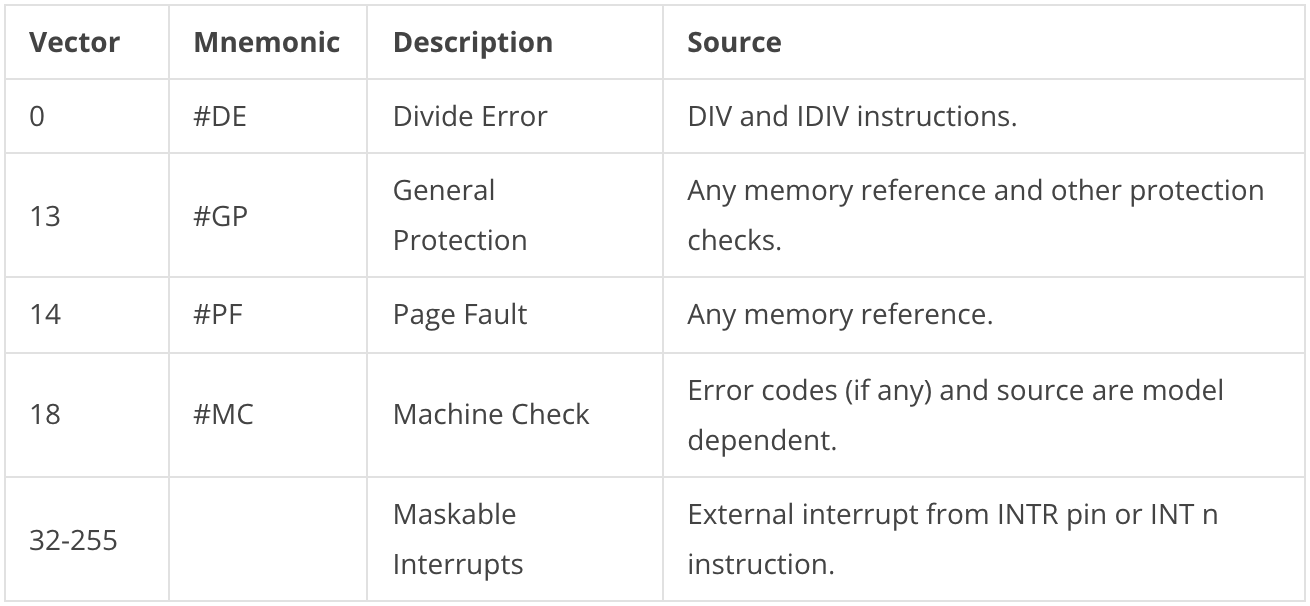 Vector Mnemonic Description Source
0 #DE Divide Error DIV and IDIV instructions.
13 #GP General Protection Any memory reference and other protection checks.
14 #PF Page Fault Any memory reference.
18 #MC Machine Check Error codes (if any) and source are model dependent.
32-255 Maskable Interrupts External interrupt from INTR pin or INT n instruction.